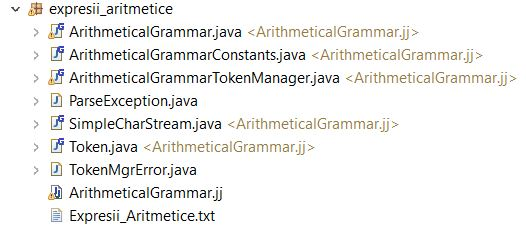 expresii_aritmetice
ArithmeticalGrammar.java <ArithmeticalGrammar.jj>
ArithmeticalGrammarConstants.java <ArithmeticalGrammar.jj>
ArithmeticalGrammarTokenManager.java <ArithmeticalGrammar.jj>
ParseException.java
SimpleCharStream.java <ArithmeticalGrammar.jj>
Token.java <ArithmeticalGrammar.jj>
TokenMgrError.java
ArithmeticalGrammar.jj
Expresii_Aritmetice.txt